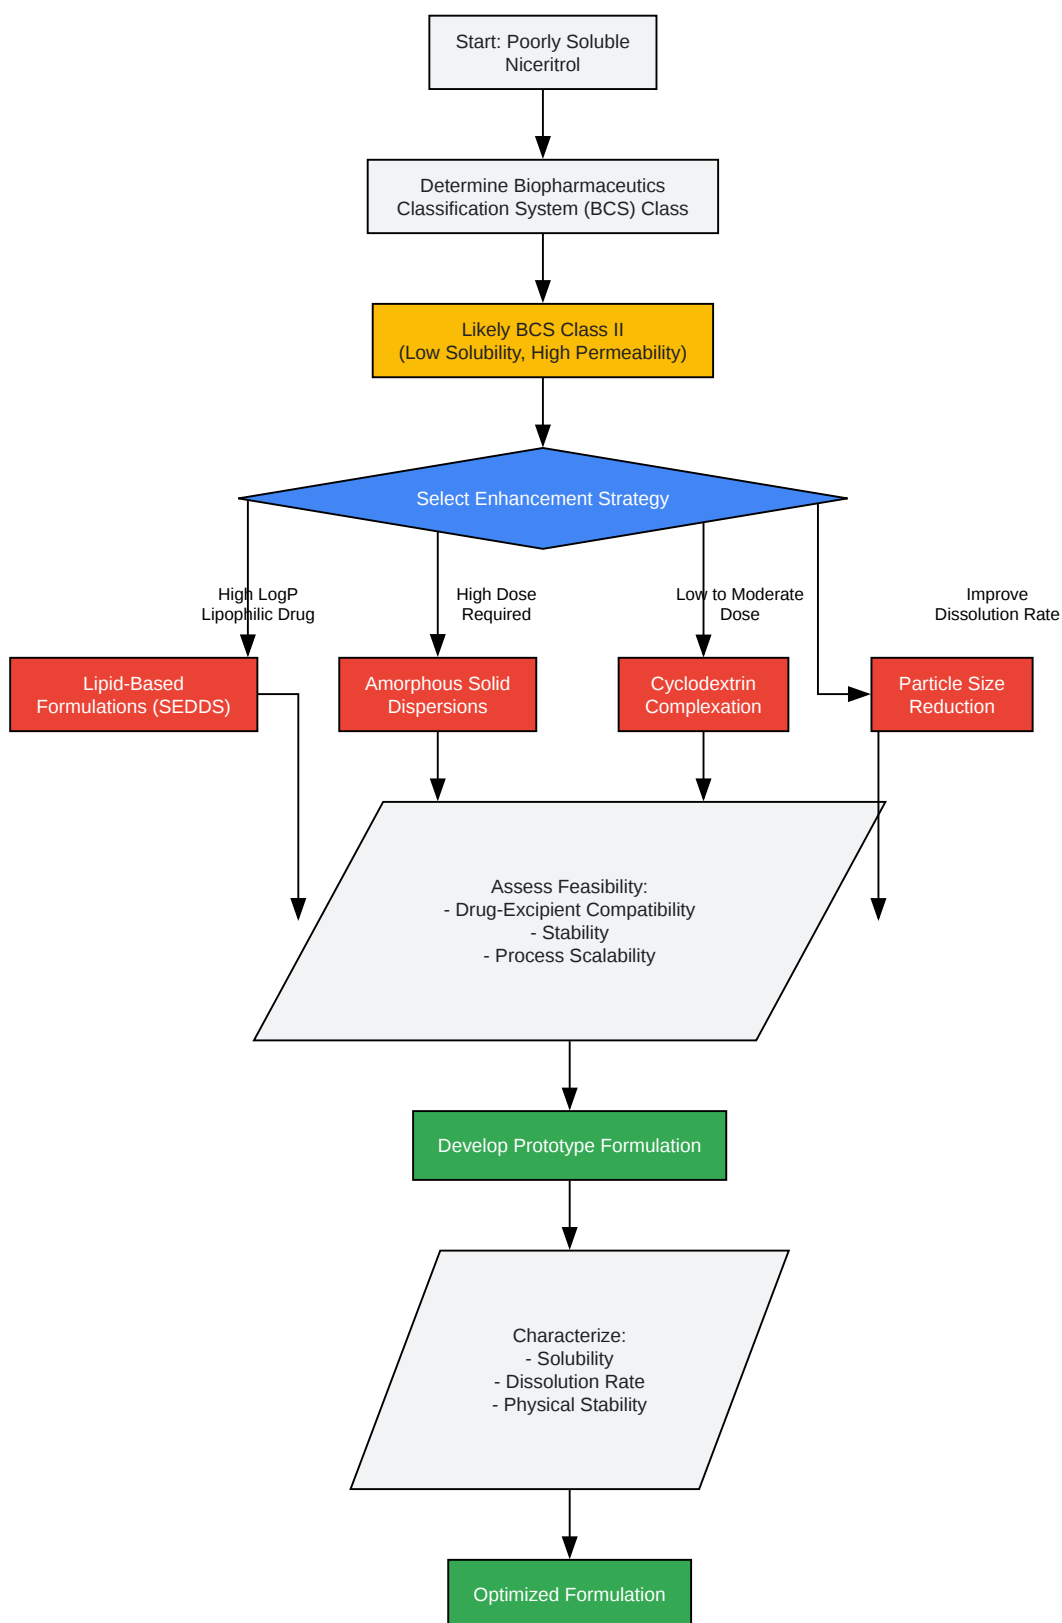 Start: Poorly Soluble
Niceritrol
Determine Biopharmaceutics
Classification System (BCS) Class
Likely BCS Class II
(Low Solubility, High Permeability)
Select Enhancement Strategy
High LogP
Lipophilic Drug
High Dose
Required
Low to Moderate
Dose
Improve
Dissolution Rate
Lipid-Based
Formulations (SEDDS)
Amorphous Solid
Dispersions
Cyclodextrin
Complexation
Particle Size
Reduction
Assess Feasibility:
- Drug-Excipient Compatibility
- Stability
- Process Scalability
Develop Prototype Formulation
Characterize:
- Solubility
- Dissolution Rate
- Physical Stability
Optimized Formulation